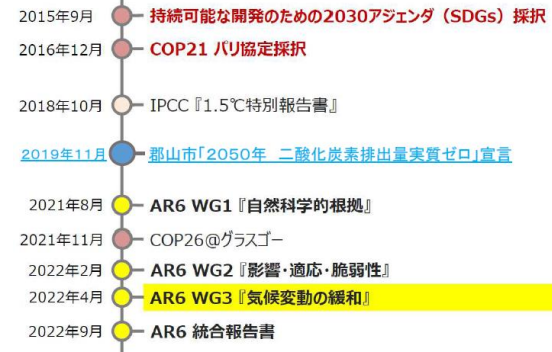 2015年9月 持続可能な開発のための2030アジェンダ（SDGs）採択
2016年12月 COP21 パリ協定採択
2018年10月 IPCC『1.5℃特別報告書』
2019年11月 郡山市「2050年　二酸化炭素排出量実質ゼロ」宣言
2021年8月 AR6 WG1『自然科学的根拠』
2021年11月 COP26@グラスゴー
2022年2月 AR6 WG2『影響・適応・脆弱性』
2022年4月 AR6 WG3『気候変動の緩和』
2022年9月 AR6 統合報告書